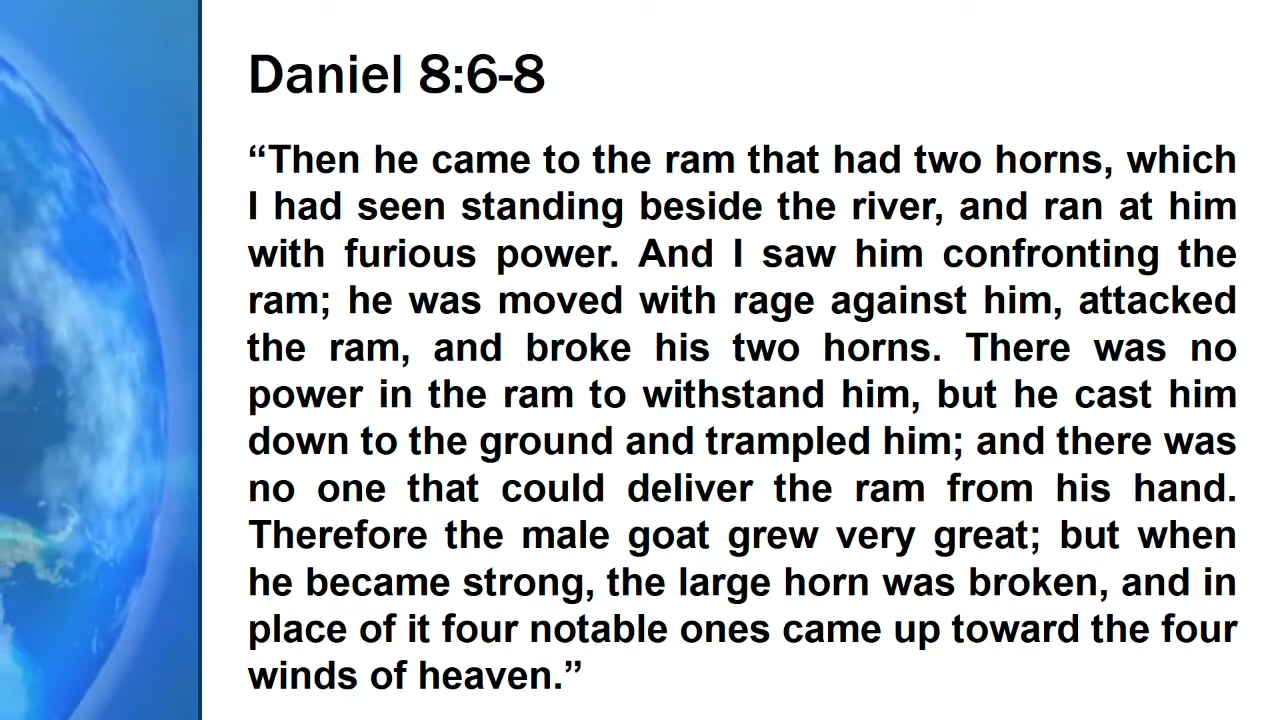 Daniel 8:6-8
“Then he came to the ram that had two horns, which
I had seen standing beside the river, and ran at him
with furious power. And I saw him confronting the
ram; he was moved with rage against him, attacked
the ram, and broke his two horns. There was no
power in the ram to withstand him, but he cast him
down to the ground and trampled him; and there was
no one that could deliver the ram from his hand.
Therefore the male goat grew very great; but when
he became strong, the large horn was broken, and in
place of it four notable ones came up toward the four
winds of heaven.”